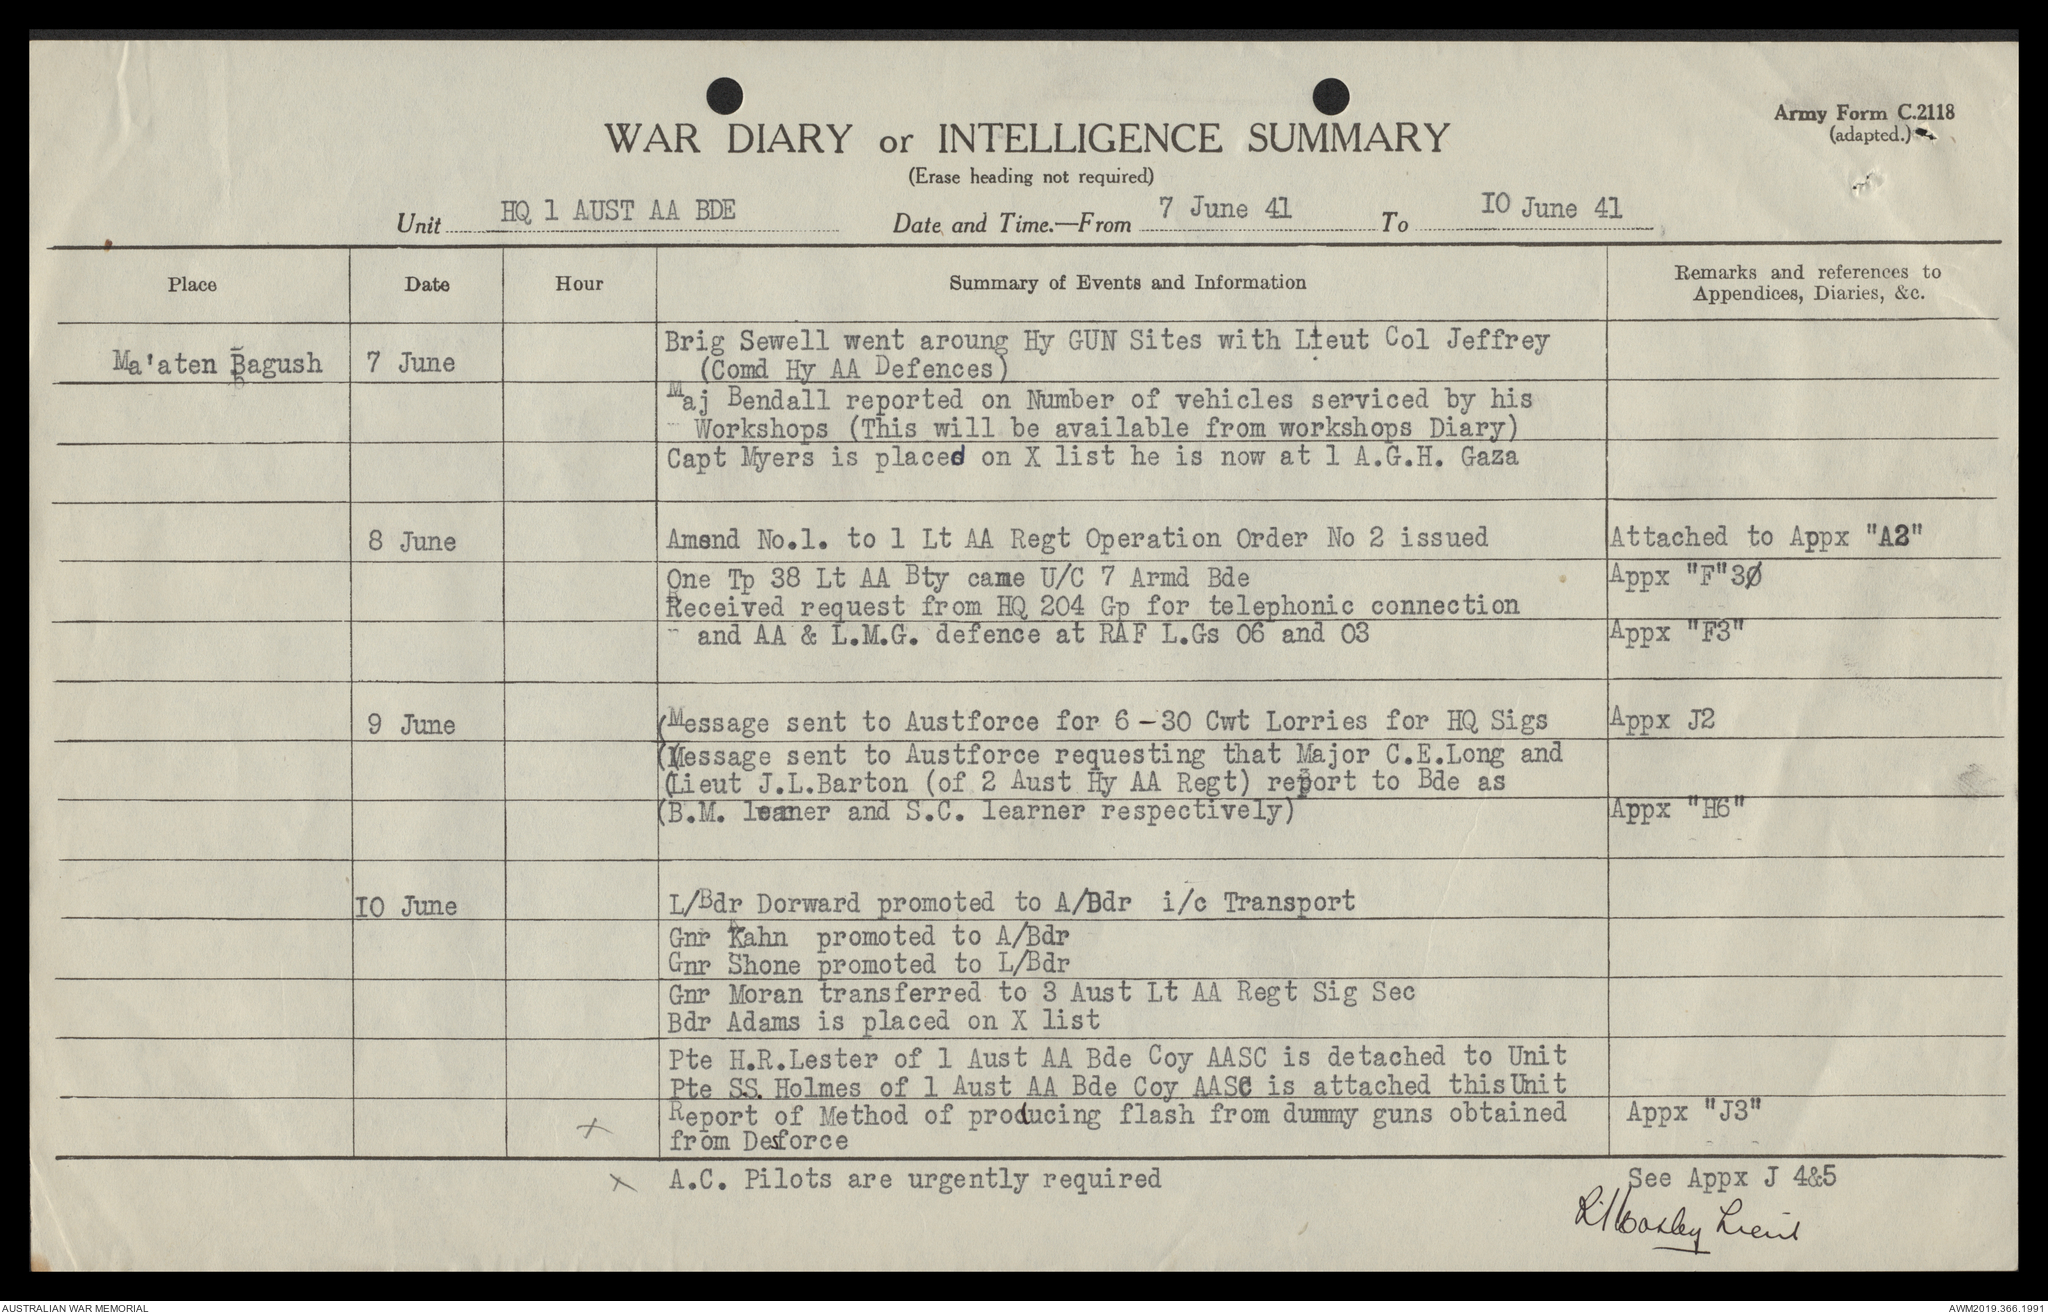 Army Form C.2118
(adapted.)
WAR DIARY or INTELLIGENCE SUMMARY
(Erase heading not required)
Unit HQ 1 AUST AA BDE Date and Time.—From 7 June 41 To 10 June 41
Place Date Hour Summary of Events and Information Remarks and references to Appendices, Diaries, &c.
Ma'aten Bagush 7 June Brig Sewell went aroung Hy GUN Sites with Lieut Col Jeffrey
(Comd Hy AA Defences)
Maj Bendall reported on Number of vehicles serviced by his
Workshops (This will be available from workshops Diary)
Capt Myers is placed on X list he is now at 1 A.G.H. Gaza
8 June Amend No.1. to 1 Lt AA Regt Operation Order No 2 issued Attached to Appx "A2"
One Tp 38 Lt AA Bty came U/C 7 Armd Bde Appx "F"30
Received request from HQ 204 Gp for telephonic connection
and AA & L.M.G. defence at RAF L.Gs 06 and 03 Appx "F3"
9 June (Message sent to Austforce for 6-30 Cwt Lorries for HQ Sigs Appx J2
(Message sent to Austforce requesting that Major C.E.Long and
(Lieut J.L.Barton (of 2 Aust Hy AA Regt) report to Bde as
(B.M. leaner and S.C. learner respectively) Appx "H6"
10 June L/Bdr Dorward promoted to A/Bdr i/c Transport
Gnr Kahn promoted to A/Bdr
Gnr Shone promoted to L/Bdr
Gnr Moran transferred to 3 Aust Lt AA Regt Sig Sec
Bdr Adams is placed on X list
Pte H.R.Lester of 1 Aust AA Bde Coy AASC is detached to Unit
Pte SS. Holmes of 1 Aust AA Bde Coy AASC is attached this Unit
x Report of Method of producing flash from dummy guns obtained Appx "J3"
from Desforce
x A.C. Pilots are urgently required See Appx J 4&5
Lieut
AUSTRALIAN WAR MEMORIAL AWM2019.366.1991